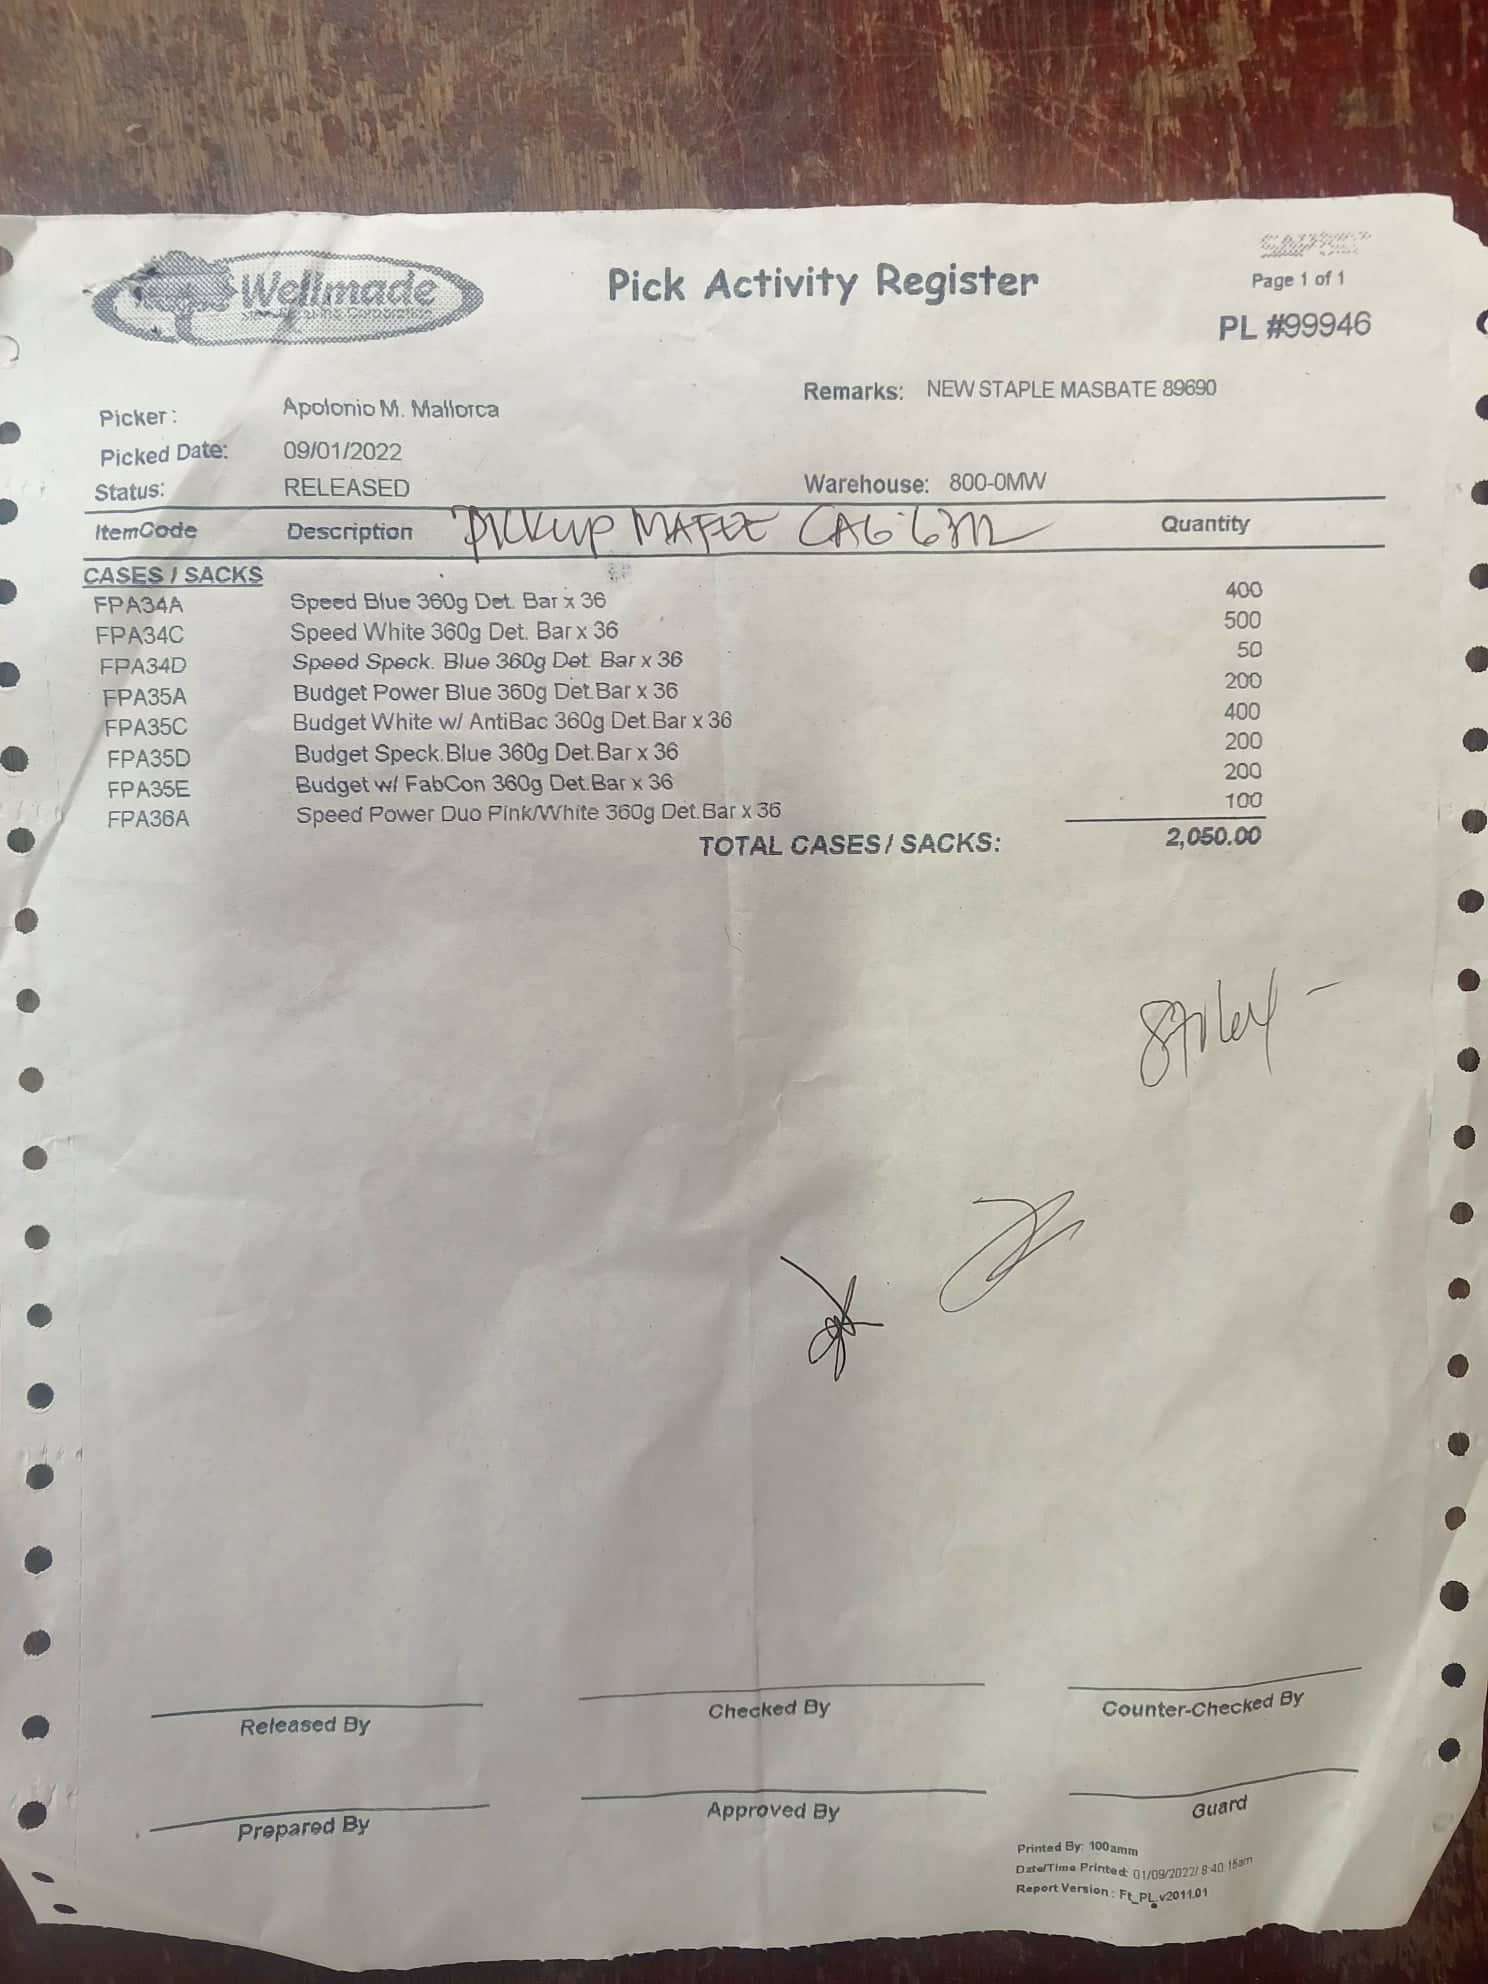 Wellmade
Manufacturing Corporation
Pick Activity Register
Page 1 of 1
PL #99946
Remarks: NEW STAPLE MASBATE 89690
Picker: Apolonio M. Mallorca
Picked Date: 09/01/2022
Status: RELEASED
Warehouse: 800-0MW
ItemCode Description PICKUP Quantity
CASES / SACKS
FPA34A Speed Blue 360g Det. Bar x 36 400
FPA34C Speed White 360g Det. Bar x 36 500
FPA34D Speed Speck. Blue 360g Det. Bar x 36 50
FPA35A Budget Power Blue 360g Det.Bar x 36 200
FPA35C Budget White w/ AntiBac 360g Det.Bar x 36 400
FPA35D Budget Speck.Blue 360g Det.Bar x 36 200
FPA35E Budget w/ FabCon 360g Det.Bar x 36 200
FPA36A Speed Power Duo Pink/White 360g Det.Bar x 36 100
TOTAL CASES / SACKS: 2,050.00
Released By
Checked By
Counter-Checked By
Prepared By
Approved By
Guard
Printed By: 100amm
Date/Time Printed: 01/09/2022/ 8:40:15am
Report Version : Ft_PL.v2011.01